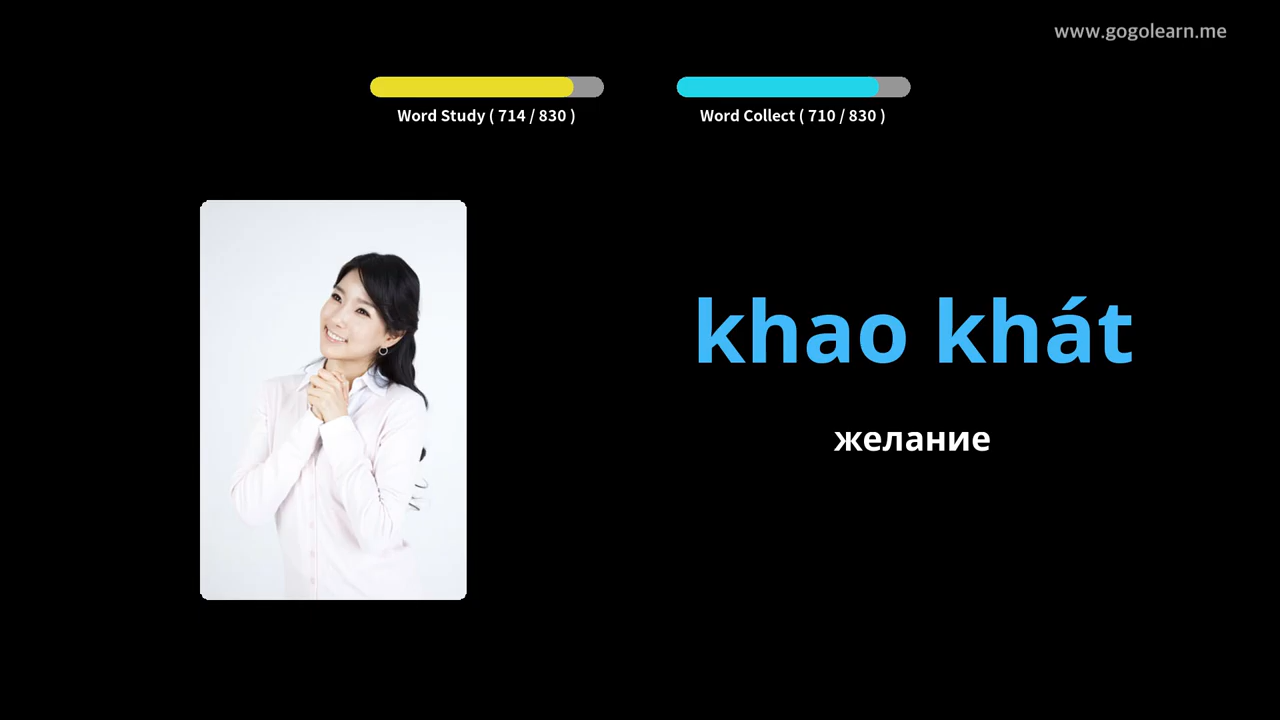 www.gogolearn.me
Word Study ( 714 / 830 )
Word Collect ( 710 / 830 )
khao khát
желание